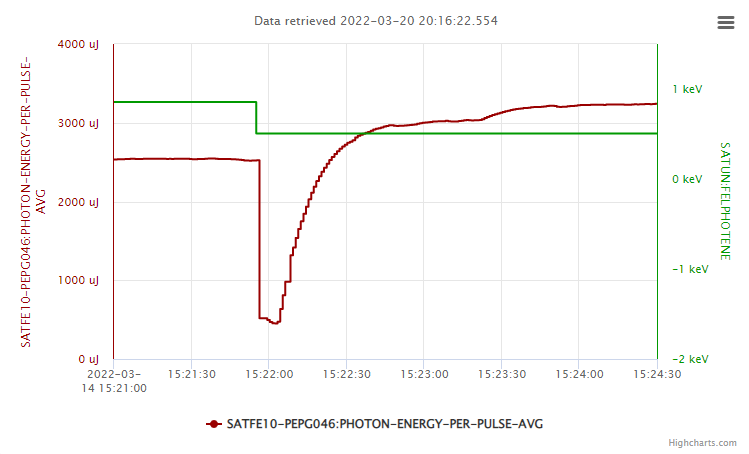 Data retrieved 2022-03-20 20:16:22.554
4000 uJ
3000 uJ
2000 uJ
1000 uJ
0 uJ
SATFE10-PEPG046:PHOTON-ENERGY-PER-PULSE-
AVG
1 keV
0 keV
-1 keV
-2 keV
SATUN:FELPHOTENE
2022-03-
14 15:21:00
15:21:30
15:22:00
15:22:30
15:23:00
15:23:30
15:24:00
15:24:30
SATFE10-PEPG046:PHOTON-ENERGY-PER-PULSE-AVG
Highcharts.com